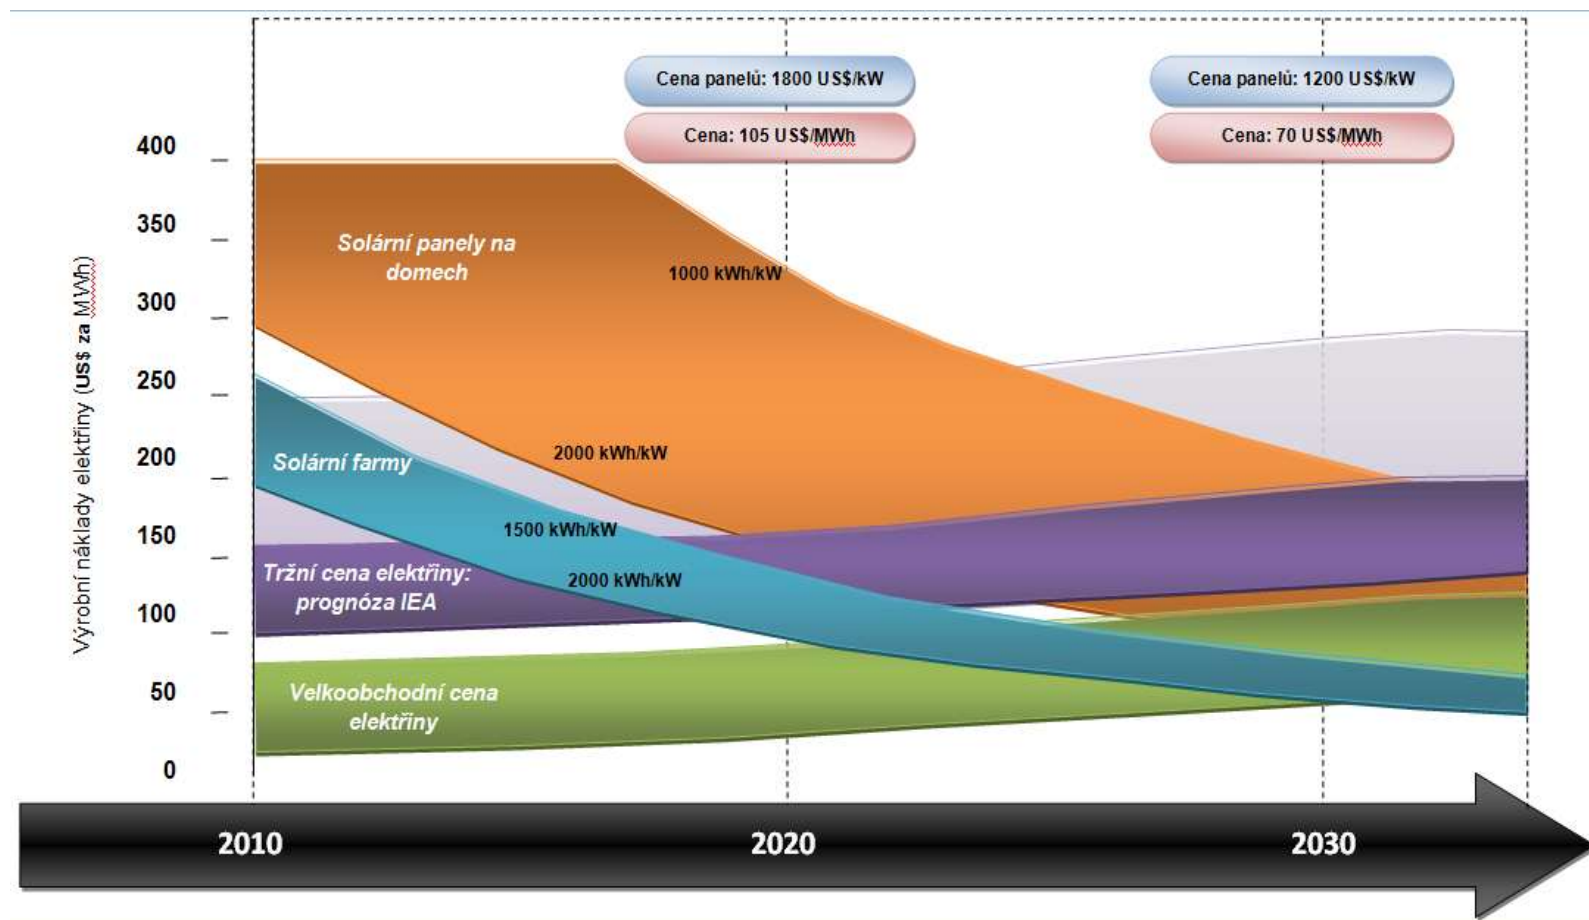 Cena panelů: 1800 US$/kW
Cena panelů: 1200 US$/kW
Cena: 105 US$/MWh
Cena: 70 US$/MWh
400
350
300
250
200
150
100
50
0
Výrobní náklady elektřiny (US$ za MWh)
Solární panely na
domech
1000 kWh/kW
2000 kWh/kW
Solární farmy
1500 kWh/kW
2000 kWh/kW
Tržní cena elektřiny:
prognóza IEA
Velkoobchodní cena
elektřiny
2010
2020
2030